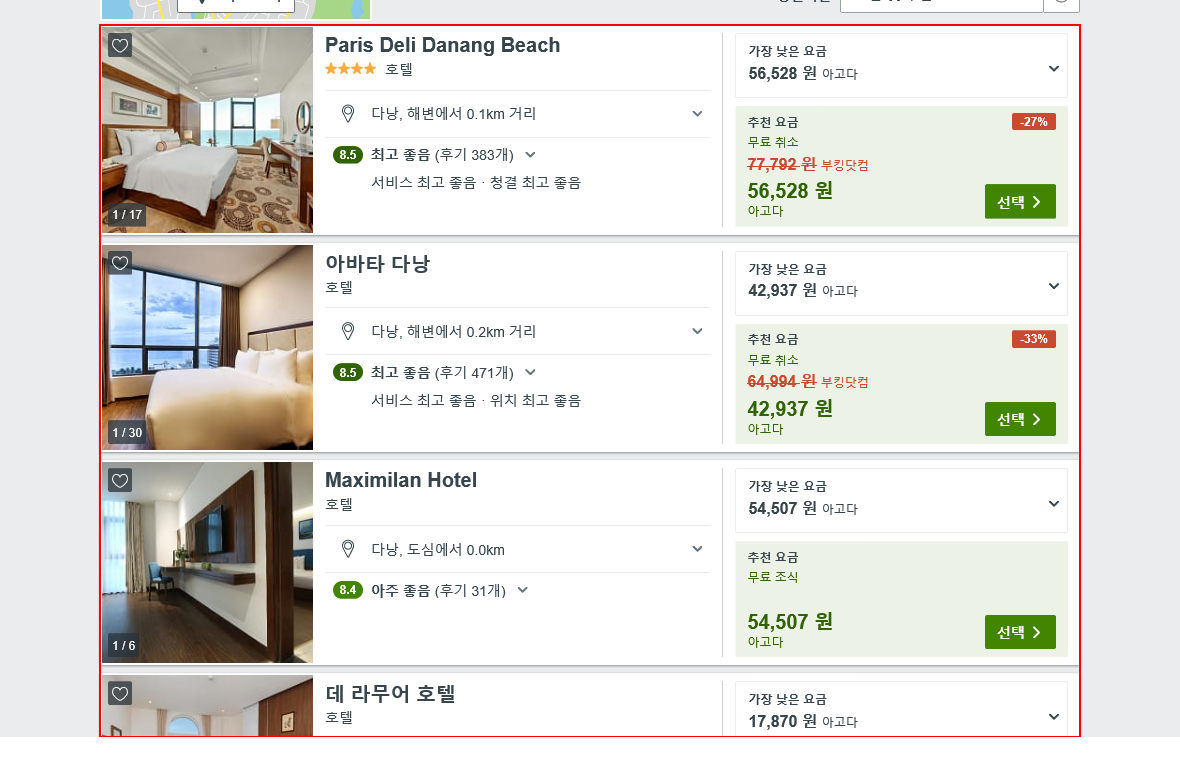 Paris Deli Danang Beach
호텔
다낭, 해변에서 0.1km 거리
8.5 최고 좋음 (후기 383개)
서비스 최고 좋음 · 청결 최고 좋음
1 / 17
가장 낮은 요금
56,528 원 아고다
추천 요금
-27%
무료 취소
77,792 원 부킹닷컴
56,528 원
아고다
선택
아바타 다낭
호텔
다낭, 해변에서 0.2km 거리
8.5 최고 좋음 (후기 471개)
서비스 최고 좋음 · 위치 최고 좋음
1 / 30
가장 낮은 요금
42,937 원 아고다
추천 요금
-33%
무료 취소
64,994 원 부킹닷컴
42,937 원
아고다
선택
Maximilan Hotel
호텔
다낭, 도심에서 0.0km
8.4 아주 좋음 (후기 31개)
1 / 6
가장 낮은 요금
54,507 원 아고다
추천 요금
무료 조식
54,507 원
아고다
선택
데 라무어 호텔
호텔
가장 낮은 요금
17,870 원 아고다